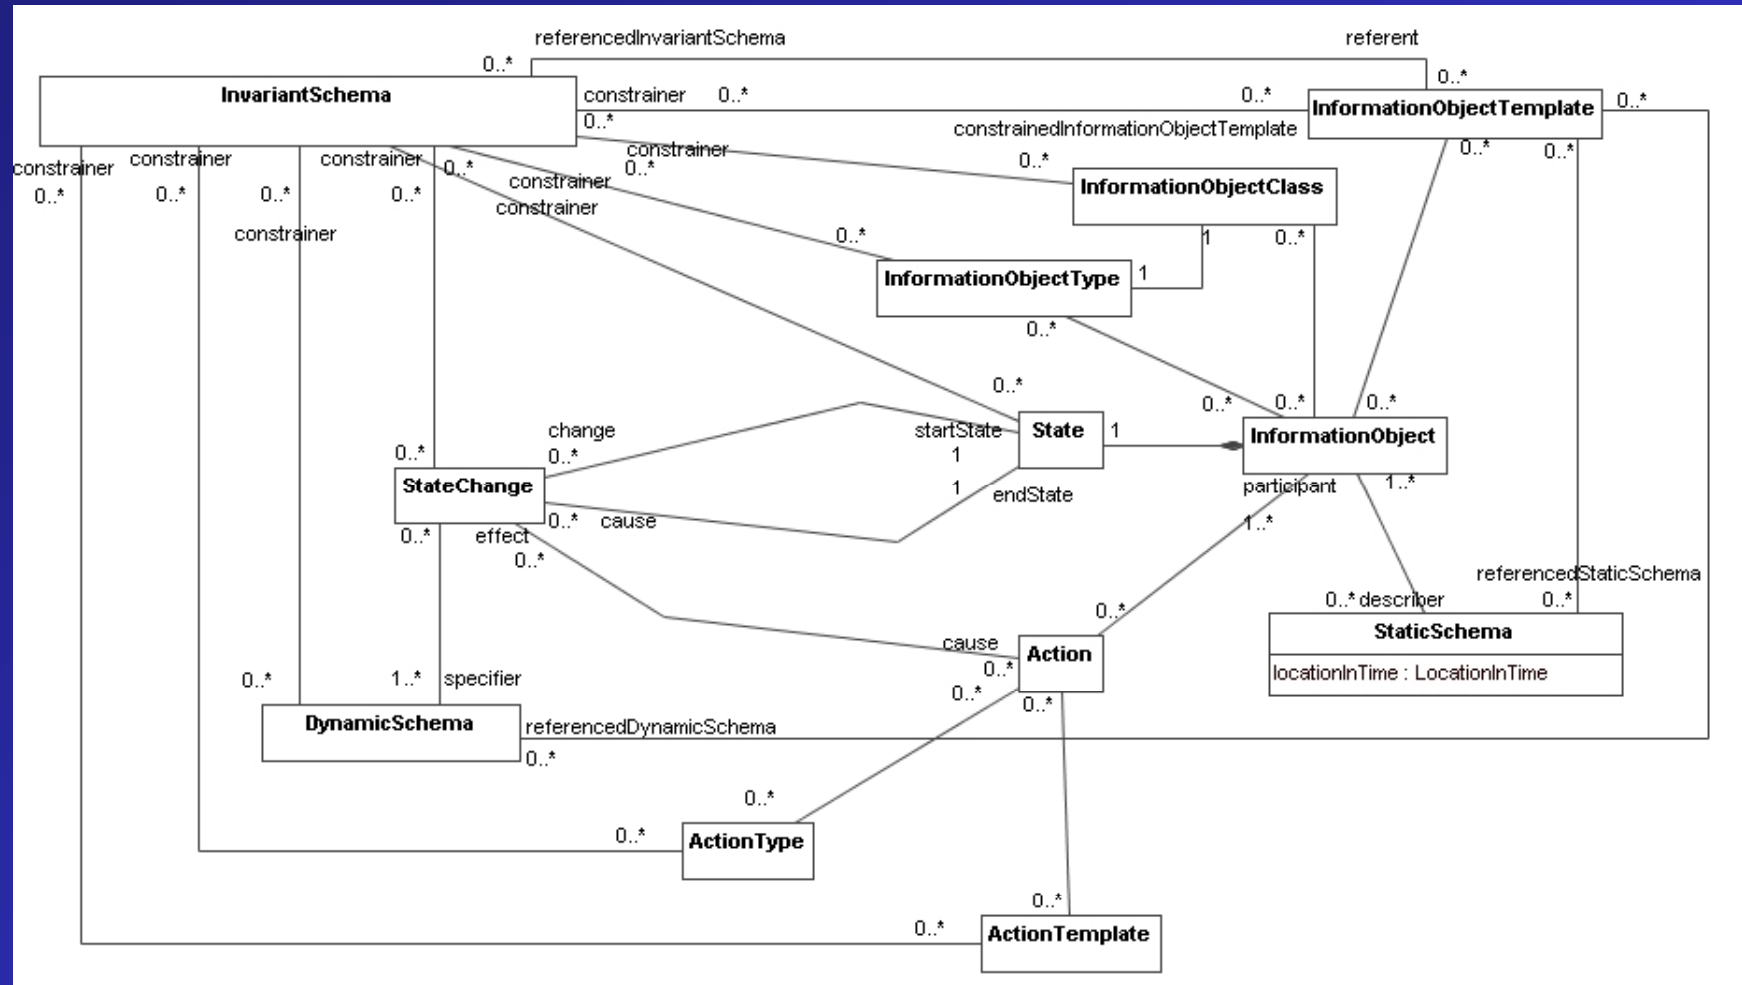 referencedInvariantSchema
referent
0..*
0..*
InvariantSchema
constrainer
0..*
0..*
InformationObjectTemplate
0..*
0..*
constrainedInformationObjectTemplate
constrainer
0..*
constrainer
0..*
constrainer
0..*
constrainer
0..*
0..*
constrainer
0..*
constrainer
0..*
constrainer
0..*
0..*
0..*
InformationObjectClass
constrainer
0..*
1
0..*
InformationObjectType
1
0..*
0..*
0..*
0..*
0..*
change
0..*
startState
1
State
1
InformationObject
0..*
StateChange
1
endState
participant
1..*
0..*
cause
0..*
effect
0..*
1..*
referencedStaticSchema
0..*
describer
0..*
0..*
StaticSchema
locationInTime : LocationInTime
cause
0..*
Action
0..*
0..*
0..*
1..*
specifier
DynamicSchema
referencedDynamicSchema
0..*
0..*
0..*
ActionType
0..*
0..*
ActionTemplate